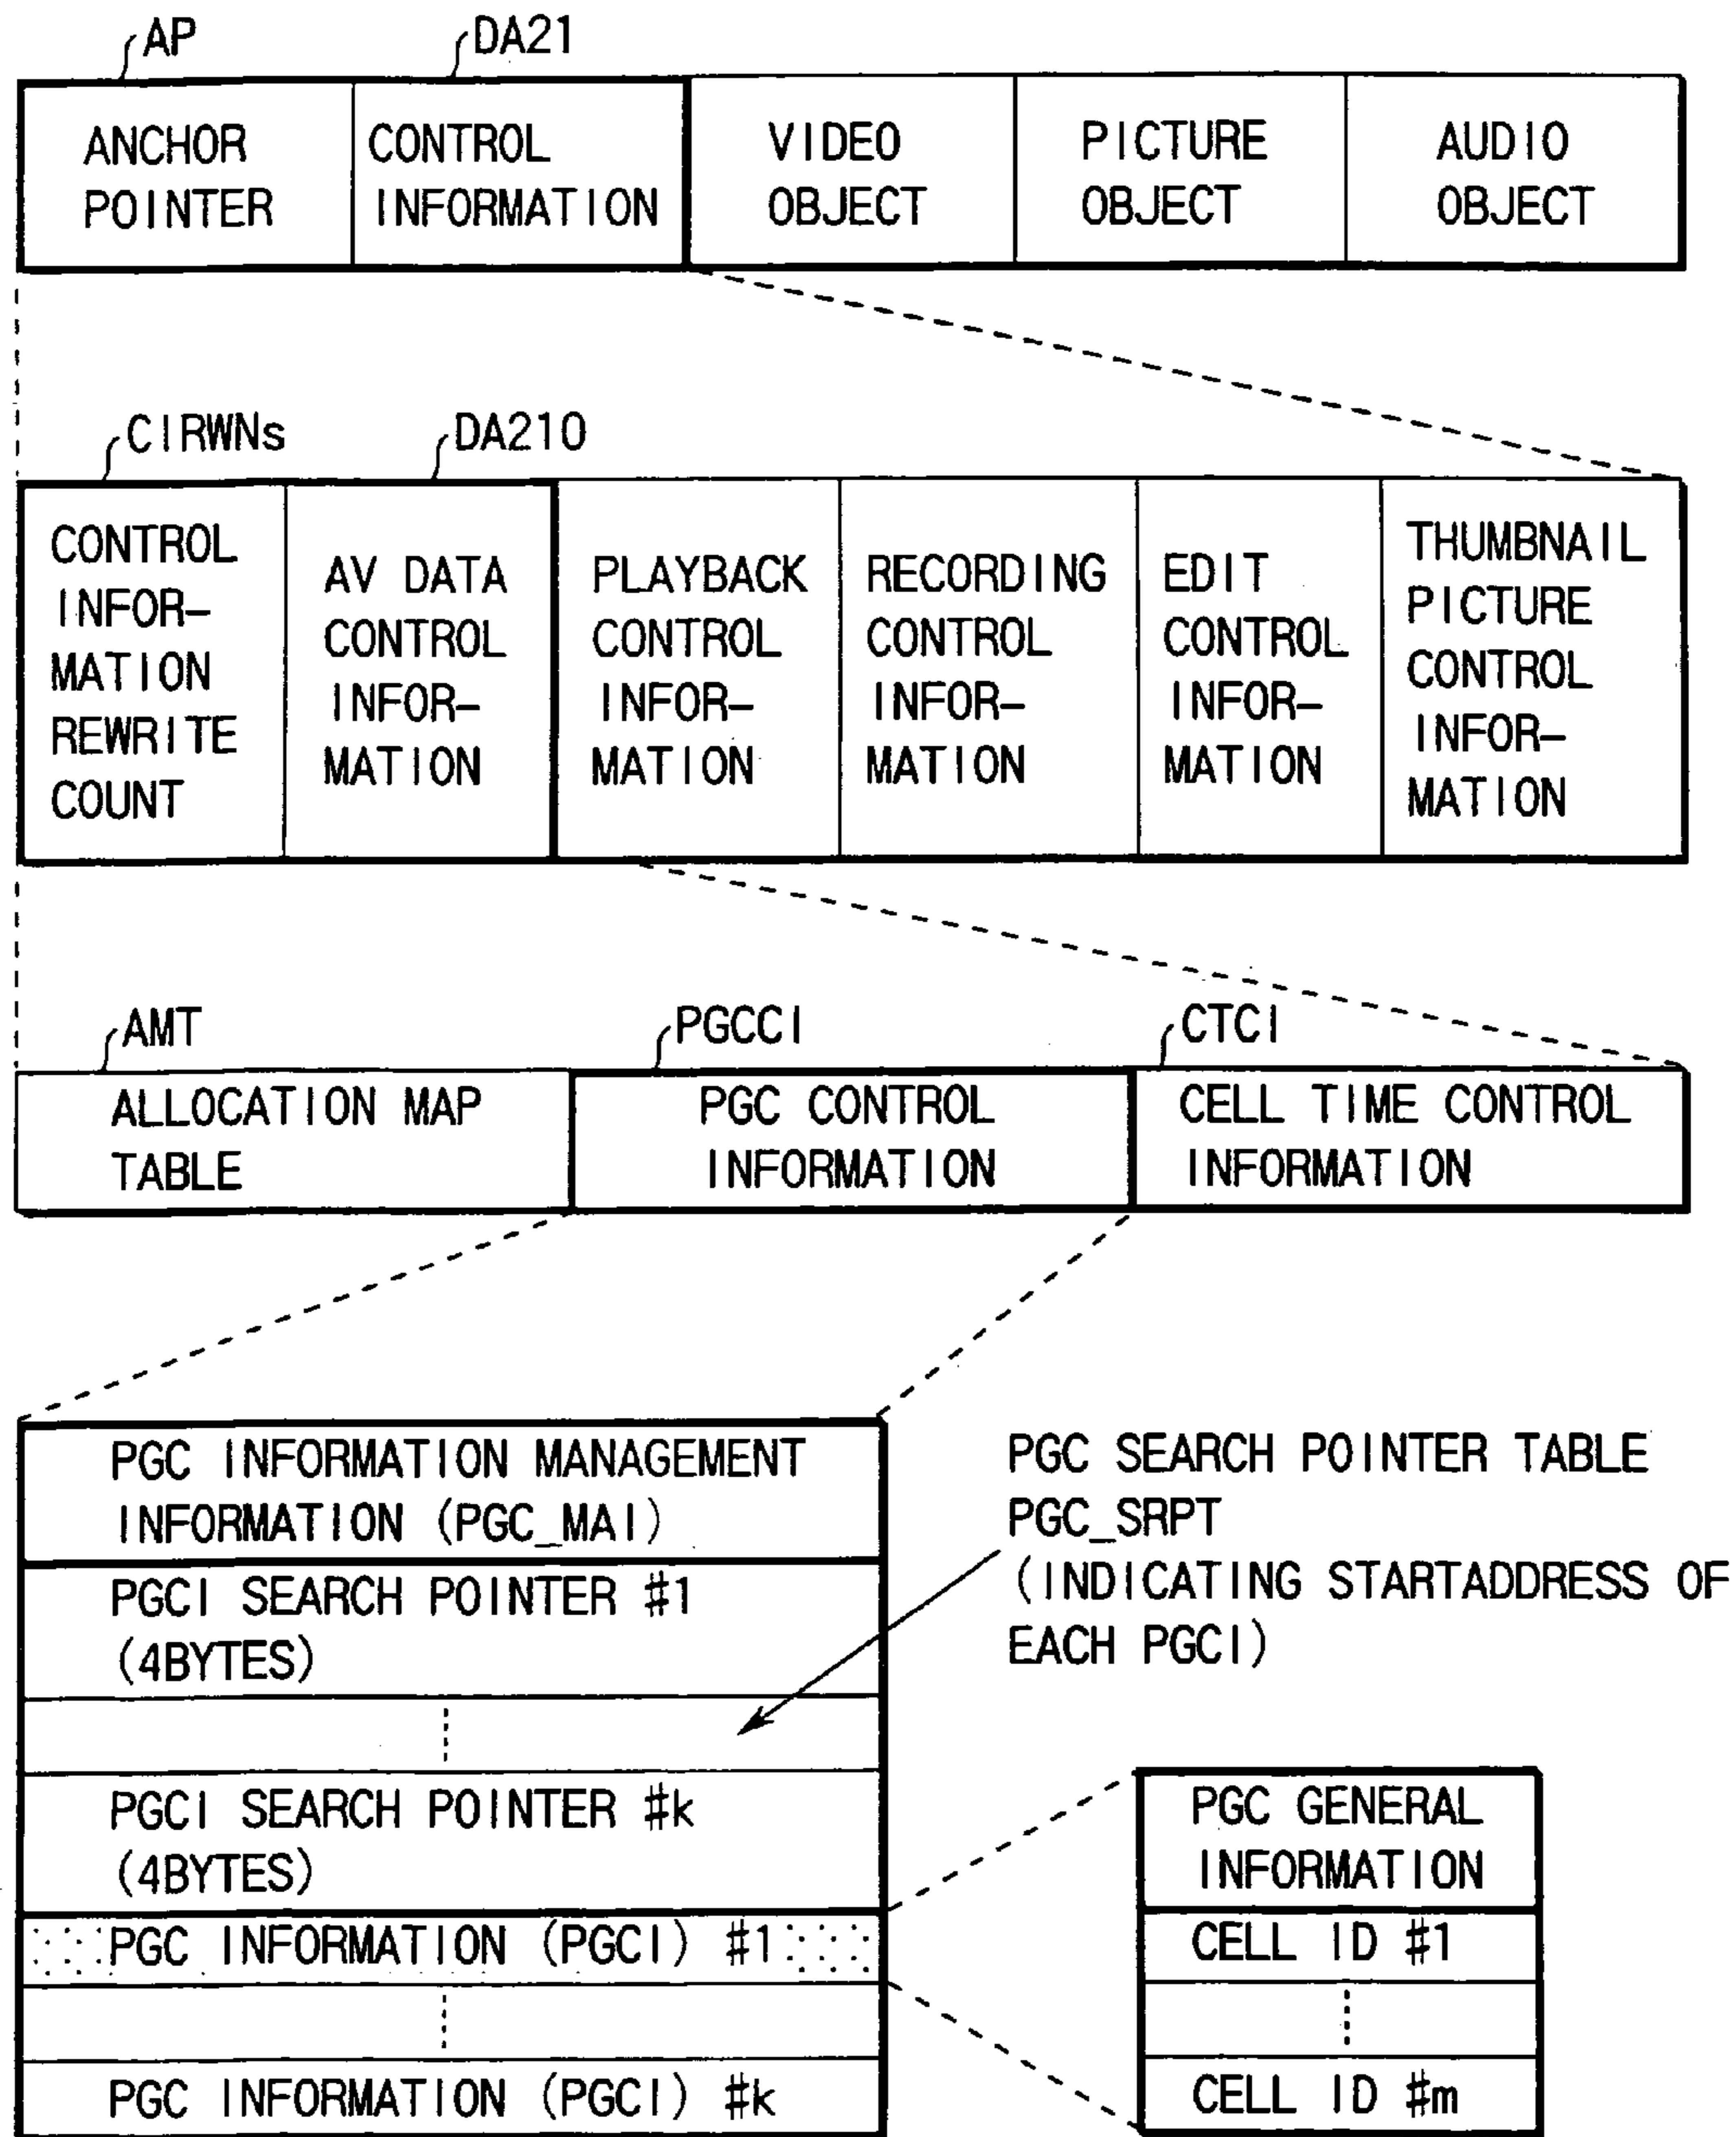 AP
DA21
ANCHOR
POINTER
CONTROL
INFORMATION
VIDEO
OBJECT
PICTURE
OBJECT
AUDIO
OBJECT
CIRWNs
DA210
CONTROL
INFOR-
MATION
REWRITE
COUNT
AV DATA
CONTROL
INFOR-
MATION
PLAYBACK
CONTROL
INFOR-
MATION
RECORDING
CONTROL
INFOR-
MATION
EDIT
CONTROL
INFOR-
MATION
THUMBNAIL
PICTURE
CONTROL
INFOR-
MATION
AMT
PGCCI
CTCI
ALLOCATION MAP
TABLE
PGC CONTROL
INFORMATION
CELL TIME CONTROL
INFORMATION
PGC INFORMATION MANAGEMENT
INFORMATION (PGC_MAI)
PGCI SEARCH POINTER #1
(4BYTES)
PGCI SEARCH POINTER #k
(4BYTES)
PGC INFORMATION (PGCI) #1
PGC INFORMATION (PGCI) #k
PGC SEARCH POINTER TABLE
PGC_SRPT
(INDICATING STARTADDRESS OF
EACH PGCI)
PGC GENERAL
INFORMATION
CELL ID #1
CELL ID #m